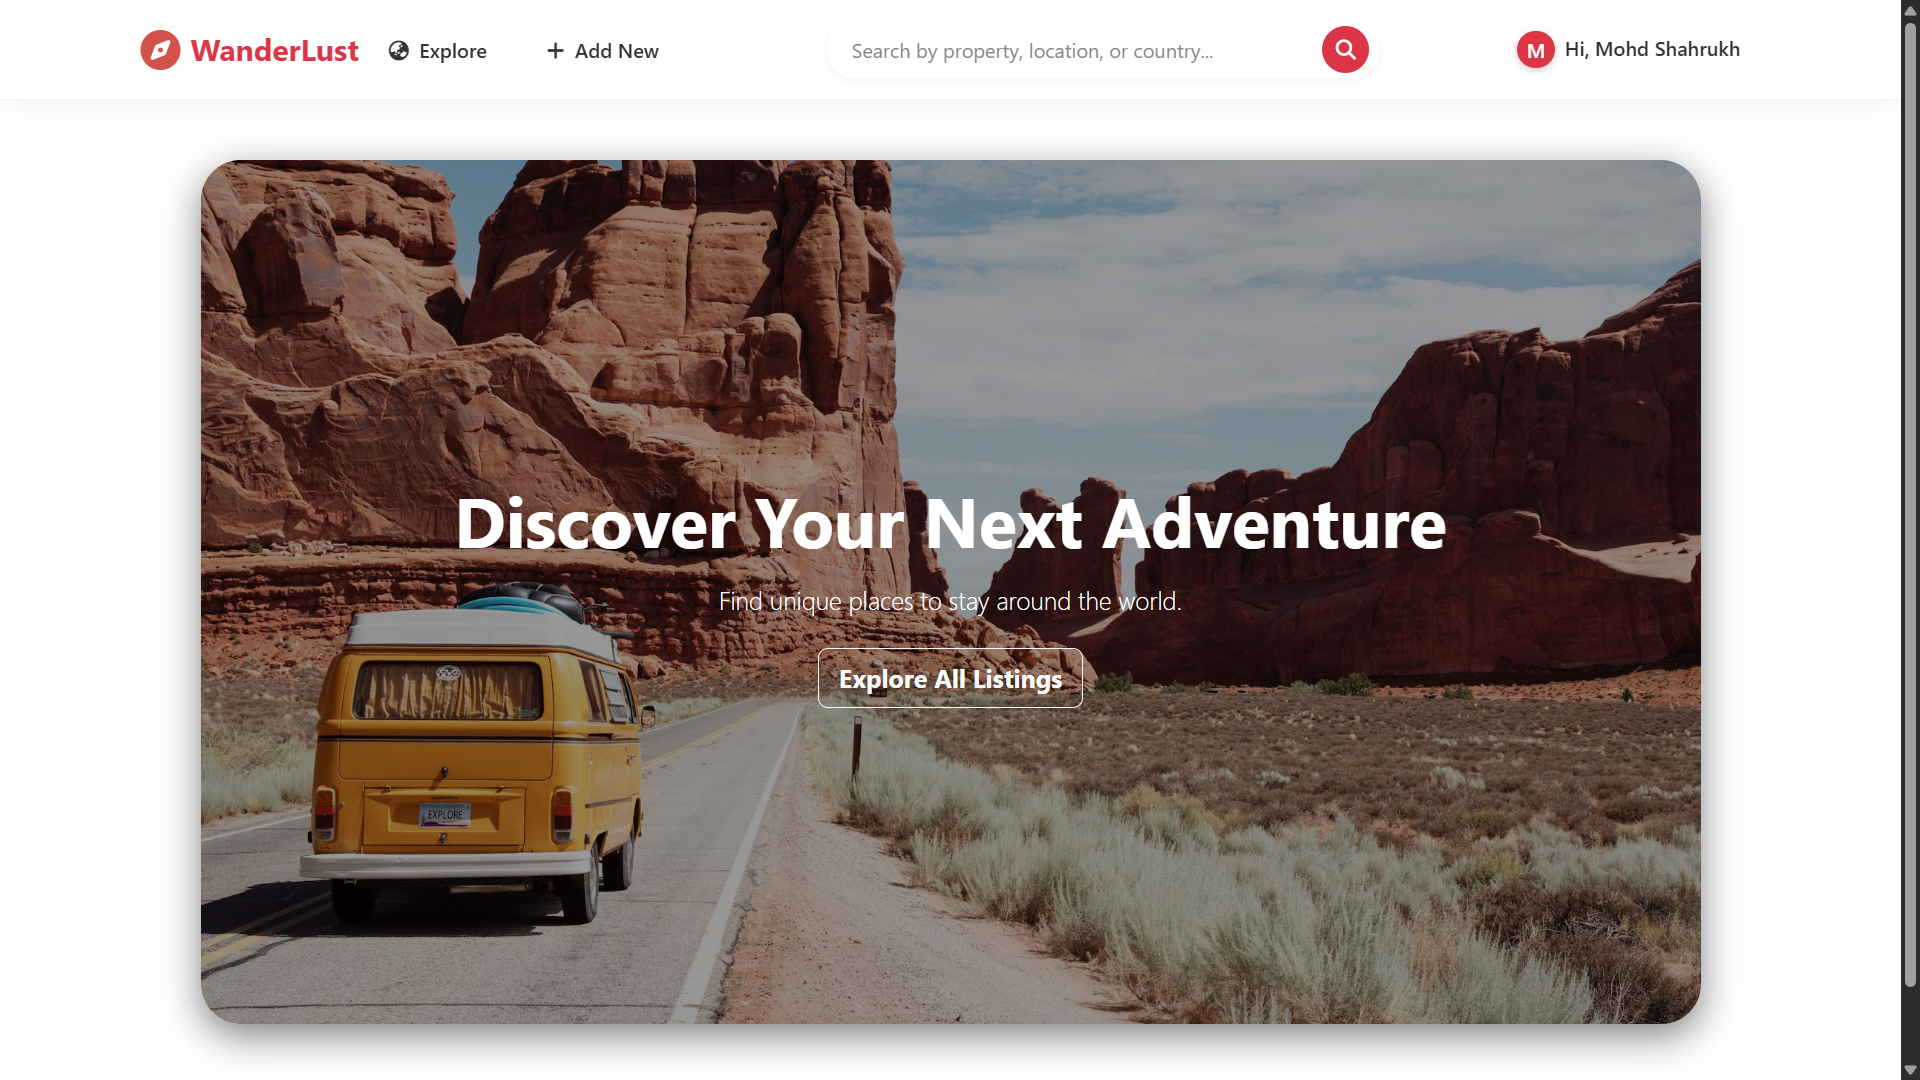 WanderLust
Explore
Add New
Search by property, location, or country...
M
Hi, Mohd Shahrukh
Discover Your Next Adventure
Find unique places to stay around the world.
Explore All Listings
EXPLORE